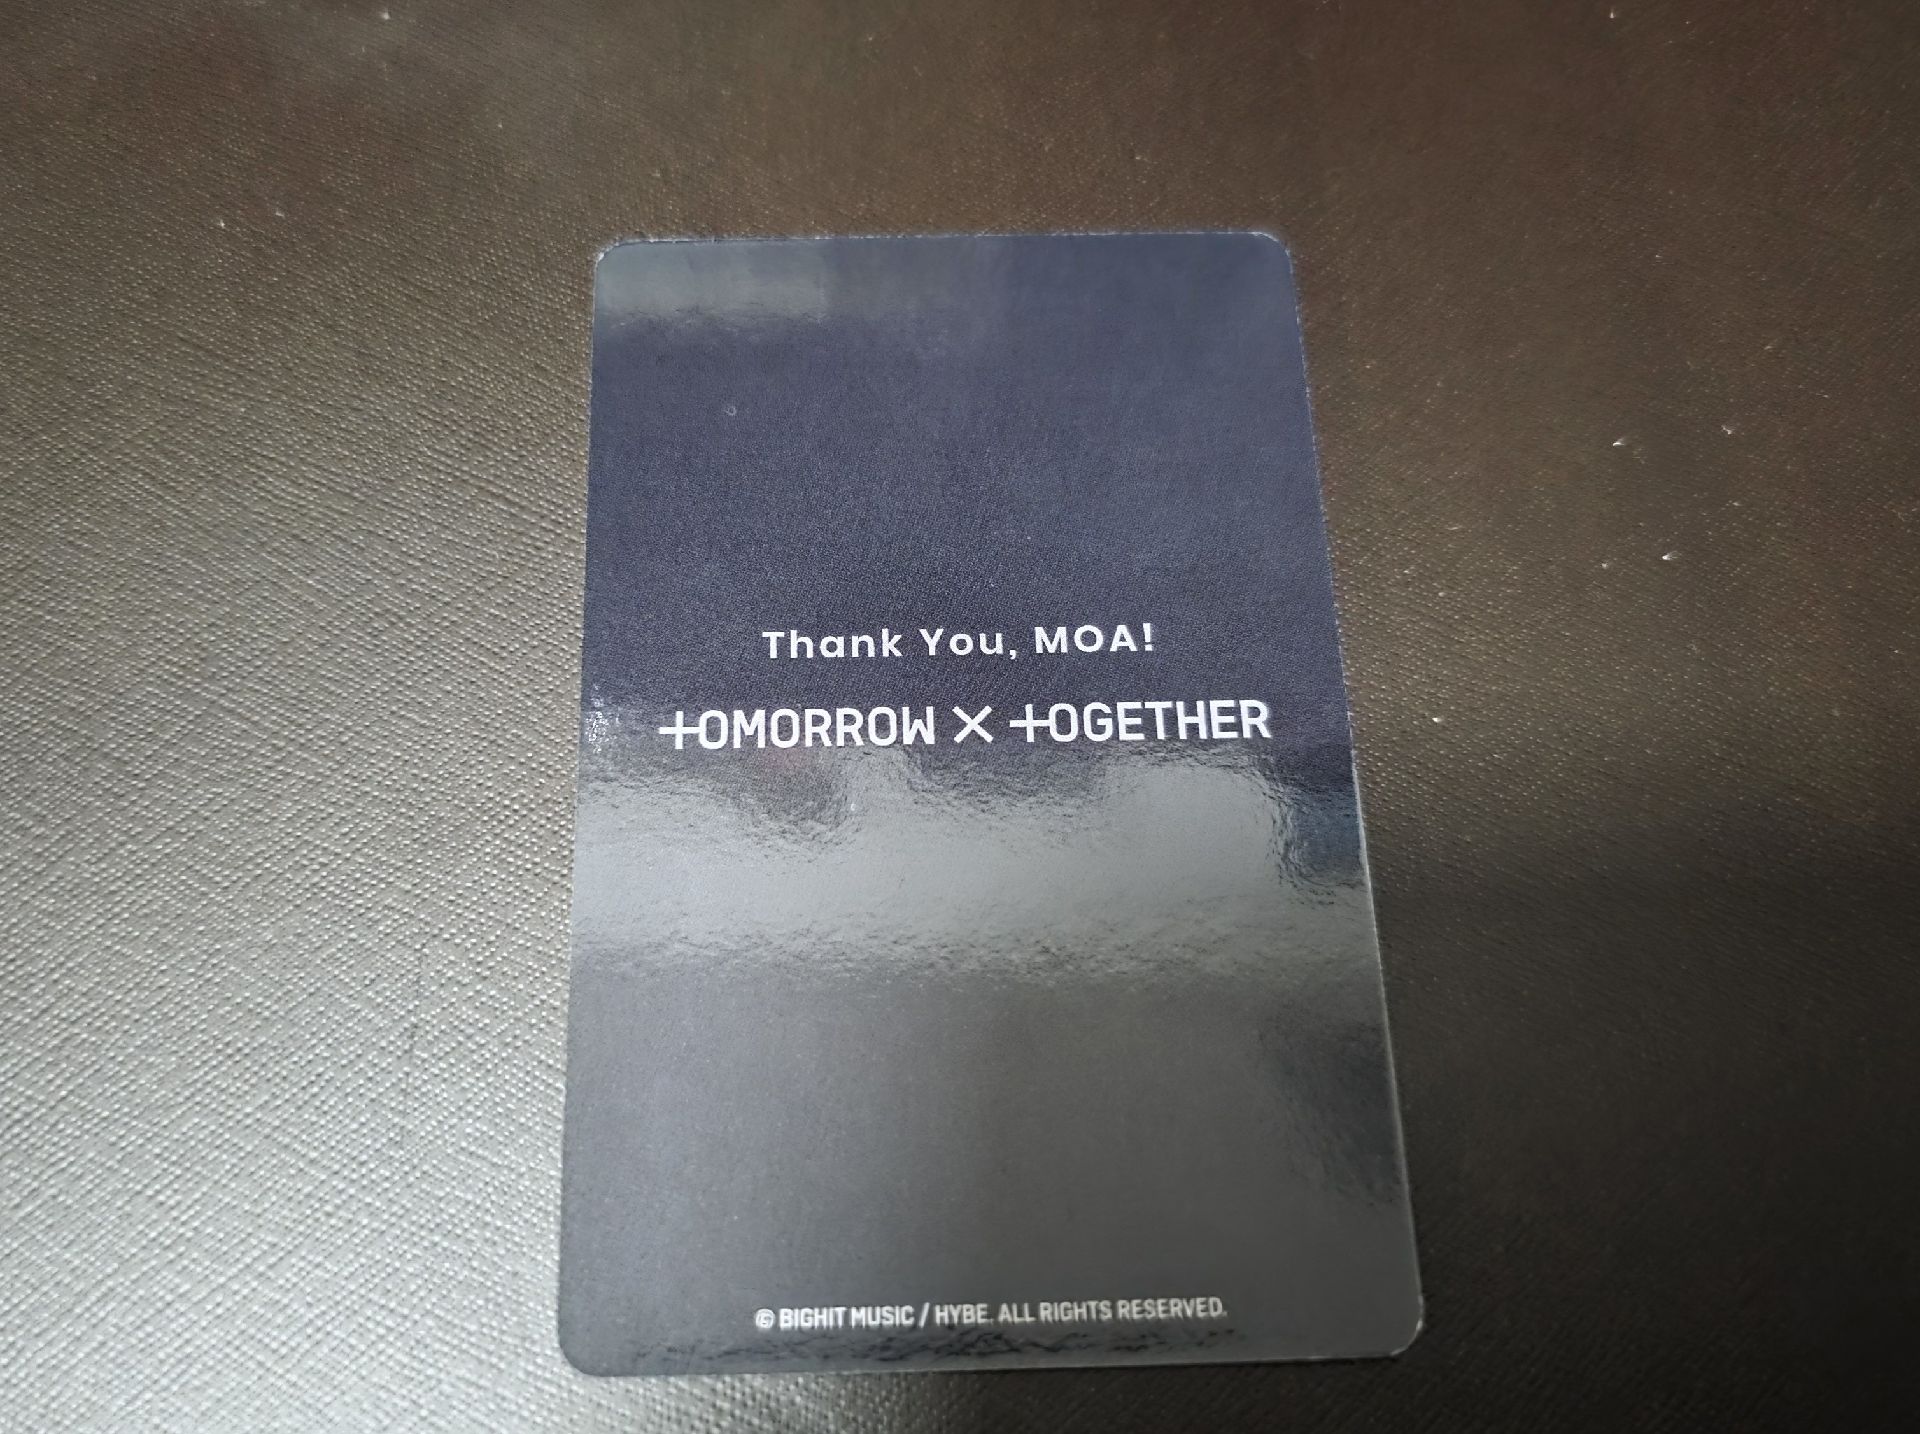 Thank You, MOA!
TOMORROW X TOGETHER
© BIGHIT MUSIC / HYBE. ALL RIGHTS RESERVED.